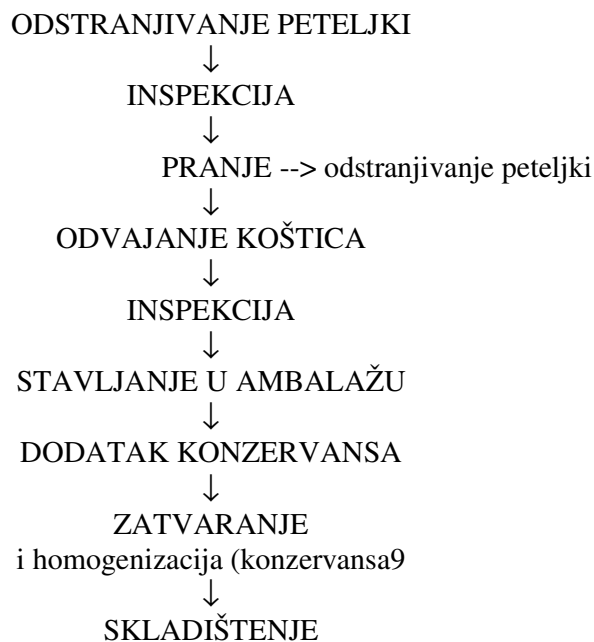 ODSTRANJIVANJE PETELJKI
↓
INSPEKCIJA
↓
PRANJE --> odstranjivanje peteljki
↓
ODVAJANJE KOŠTICA
↓
INSPEKCIJA
↓
STAVLJANJE U AMBALAŽU
↓
DODATAK KONZERVANSA
↓
ZATVARANJE
i homogenizacija (konzervansa9
↓
SKLADIŠTENJE